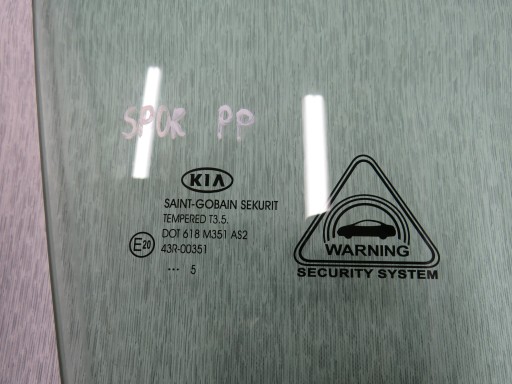 SPOR PP
KIA
SAINT-GOBAIN SEKURIT
TEMPERED T3.5.
DOT 618 M351 AS2
E20 43R-00351
... 5
WARNING
SECURITY SYSTEM